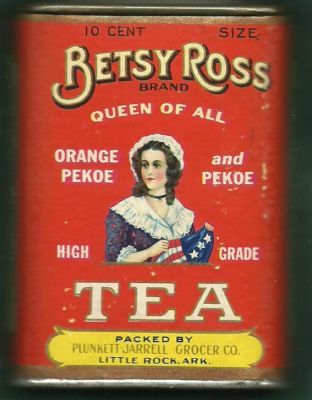 10 CENT SIZE
BETSY ROSS
BRAND
QUEEN OF ALL
ORANGE and
PEKOE PEKOE
HIGH GRADE
TEA
PACKED BY
PLUNKETT-JARRELL GROCER CO.
LITTLE ROCK, ARK.